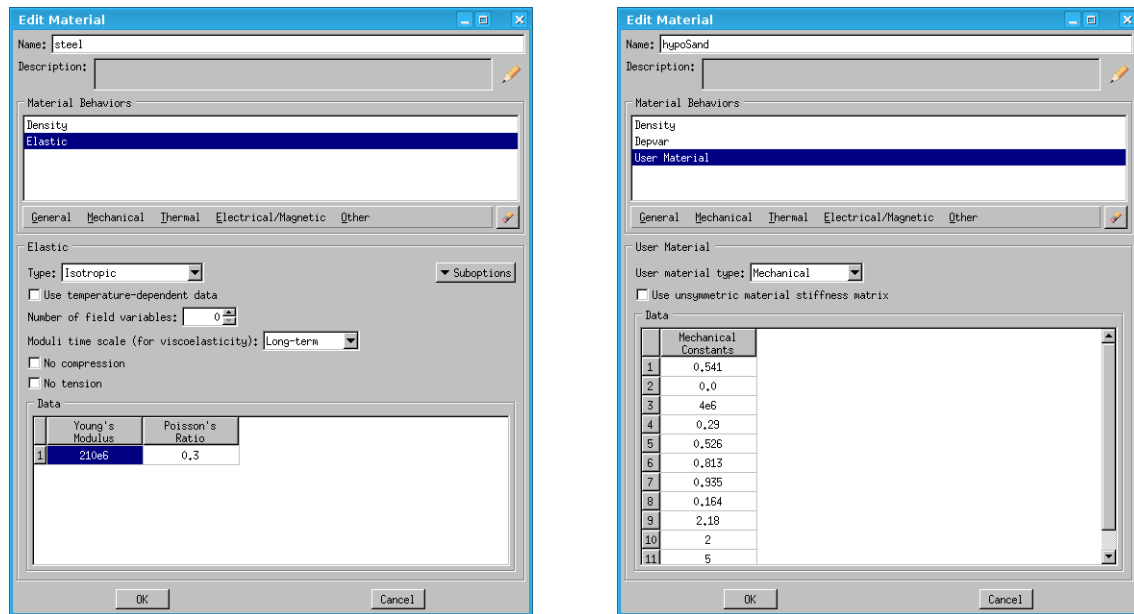 Edit Material
Name: steel
Description:
Material Behaviors
Density
Elastic
General Mechanical Thermal Electrical/Magnetic Other
Elastic
Type: Isotropic
Suboptions
Use temperature-dependent data
Number of field variables: 0
Moduli time scale (for viscoelasticity): Long-term
No compression
No tension
Data
Young's Poisson's
Modulus Ratio
1 210e6 0.3
OK Cancel
Edit Material
Name: hypoSand
Description:
Material Behaviors
Density
Depvar
User Material
General Mechanical Thermal Electrical/Magnetic Other
User Material
User material type: Mechanical
Use unsymmetric material stiffness matrix
Data
Mechanical
Constants
1 0.541
2 0.0
3 4e6
4 0.29
5 0.526
6 0.813
7 0.935
8 0.164
9 2.18
10 2
11 5
OK Cancel